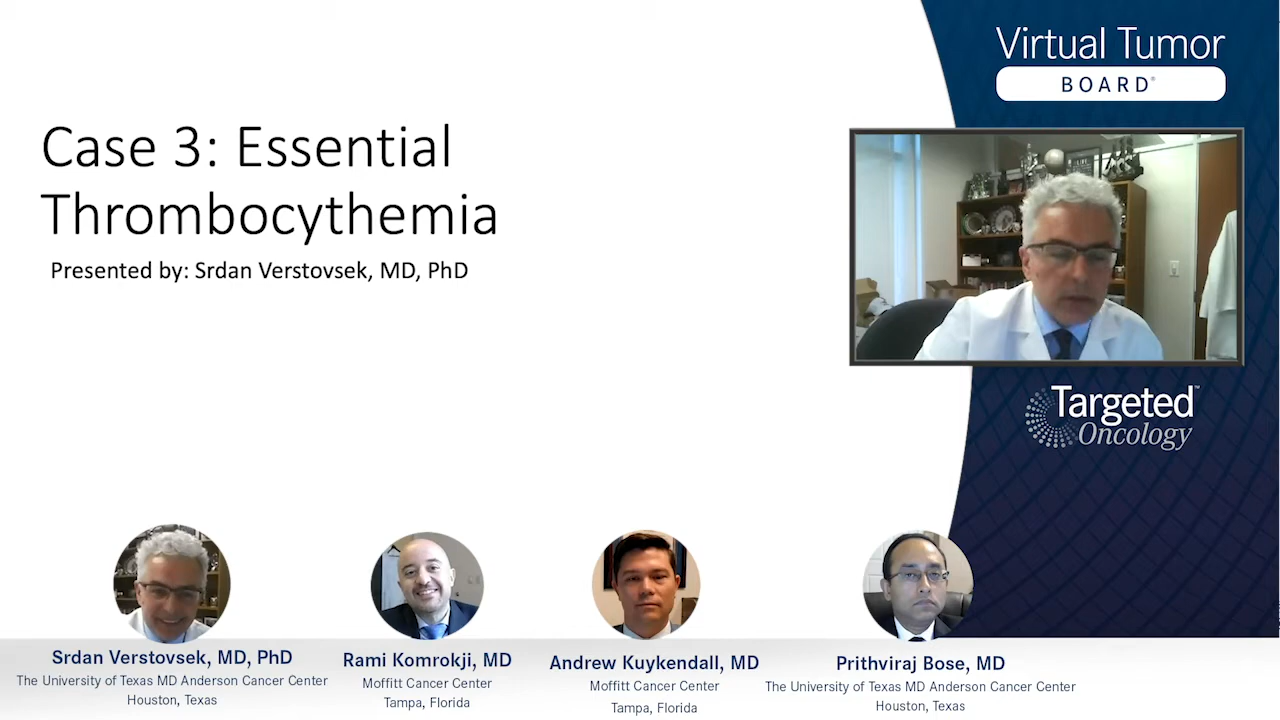 Case 3: Essential
Thrombocythemia
Presented by: Srdan Verstovsek, MD, PhD
Virtual Tumor
BOARD®
Targeted™
Oncology
Srdan Verstovsek, MD, PhD
The University of Texas MD Anderson Cancer Center
Houston, Texas
Rami Komrokji, MD
Moffitt Cancer Center
Tampa, Florida
Andrew Kuykendall, MD
Moffitt Cancer Center
Tampa, Florida
Prithviraj Bose, MD
The University of Texas MD Anderson Cancer Center
Houston, Texas